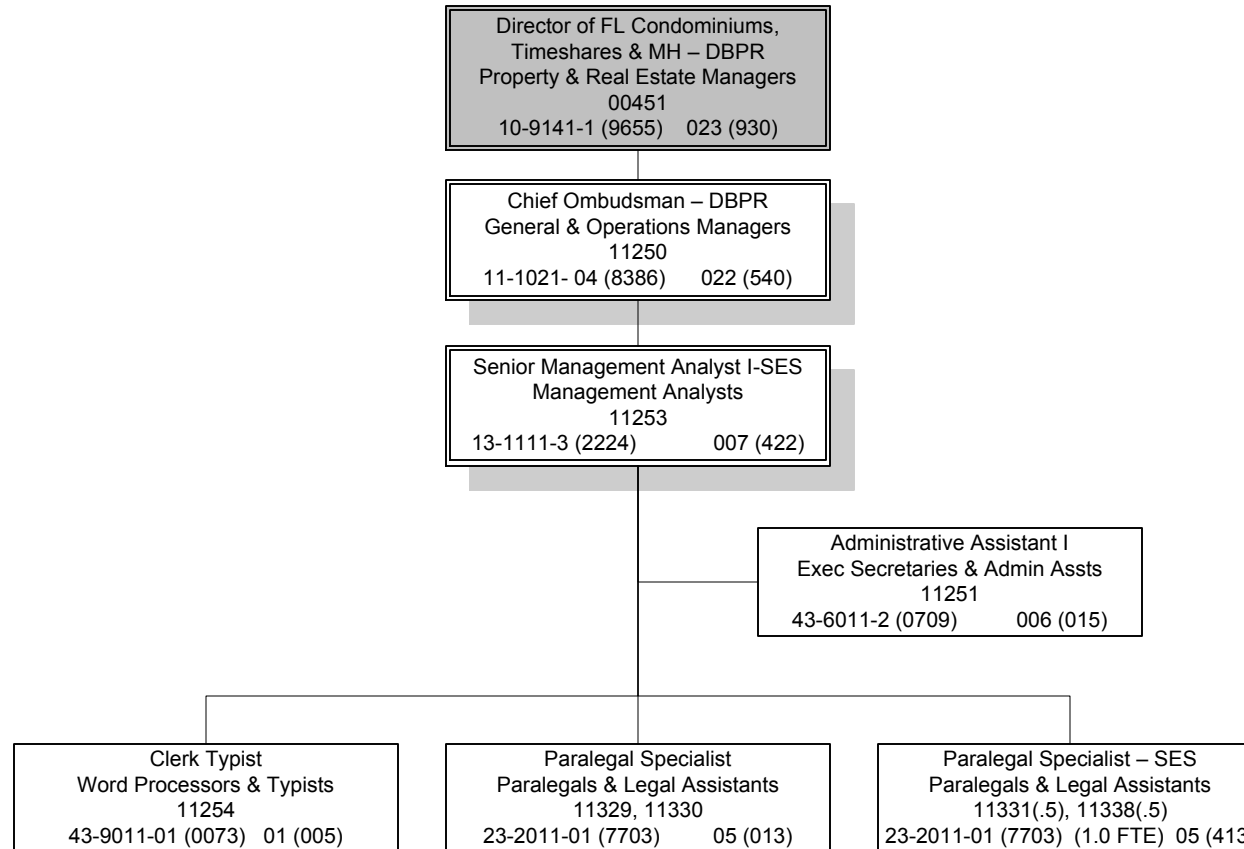 Director of FL Condominiums,
Timeshares & MH – DBPR
Property & Real Estate Managers
00451
10-9141-1 (9655) 023 (930)
Chief Ombudsman – DBPR
General & Operations Managers
11250
11-1021- 04 (8386) 022 (540)
Senior Management Analyst I-SES
Management Analysts
11253
13-1111-3 (2224) 007 (422)
Administrative Assistant I
Exec Secretaries & Admin Assts
11251
43-6011-2 (0709) 006 (015)
Clerk Typist
Word Processors & Typists
11254
43-9011-01 (0073) 01 (005)
Paralegal Specialist
Paralegals & Legal Assistants
11329, 11330
23-2011-01 (7703) 05 (013)
Paralegal Specialist – SES
Paralegals & Legal Assistants
11331(.5), 11338(.5)
23-2011-01 (7703) (1.0 FTE) 05 (413